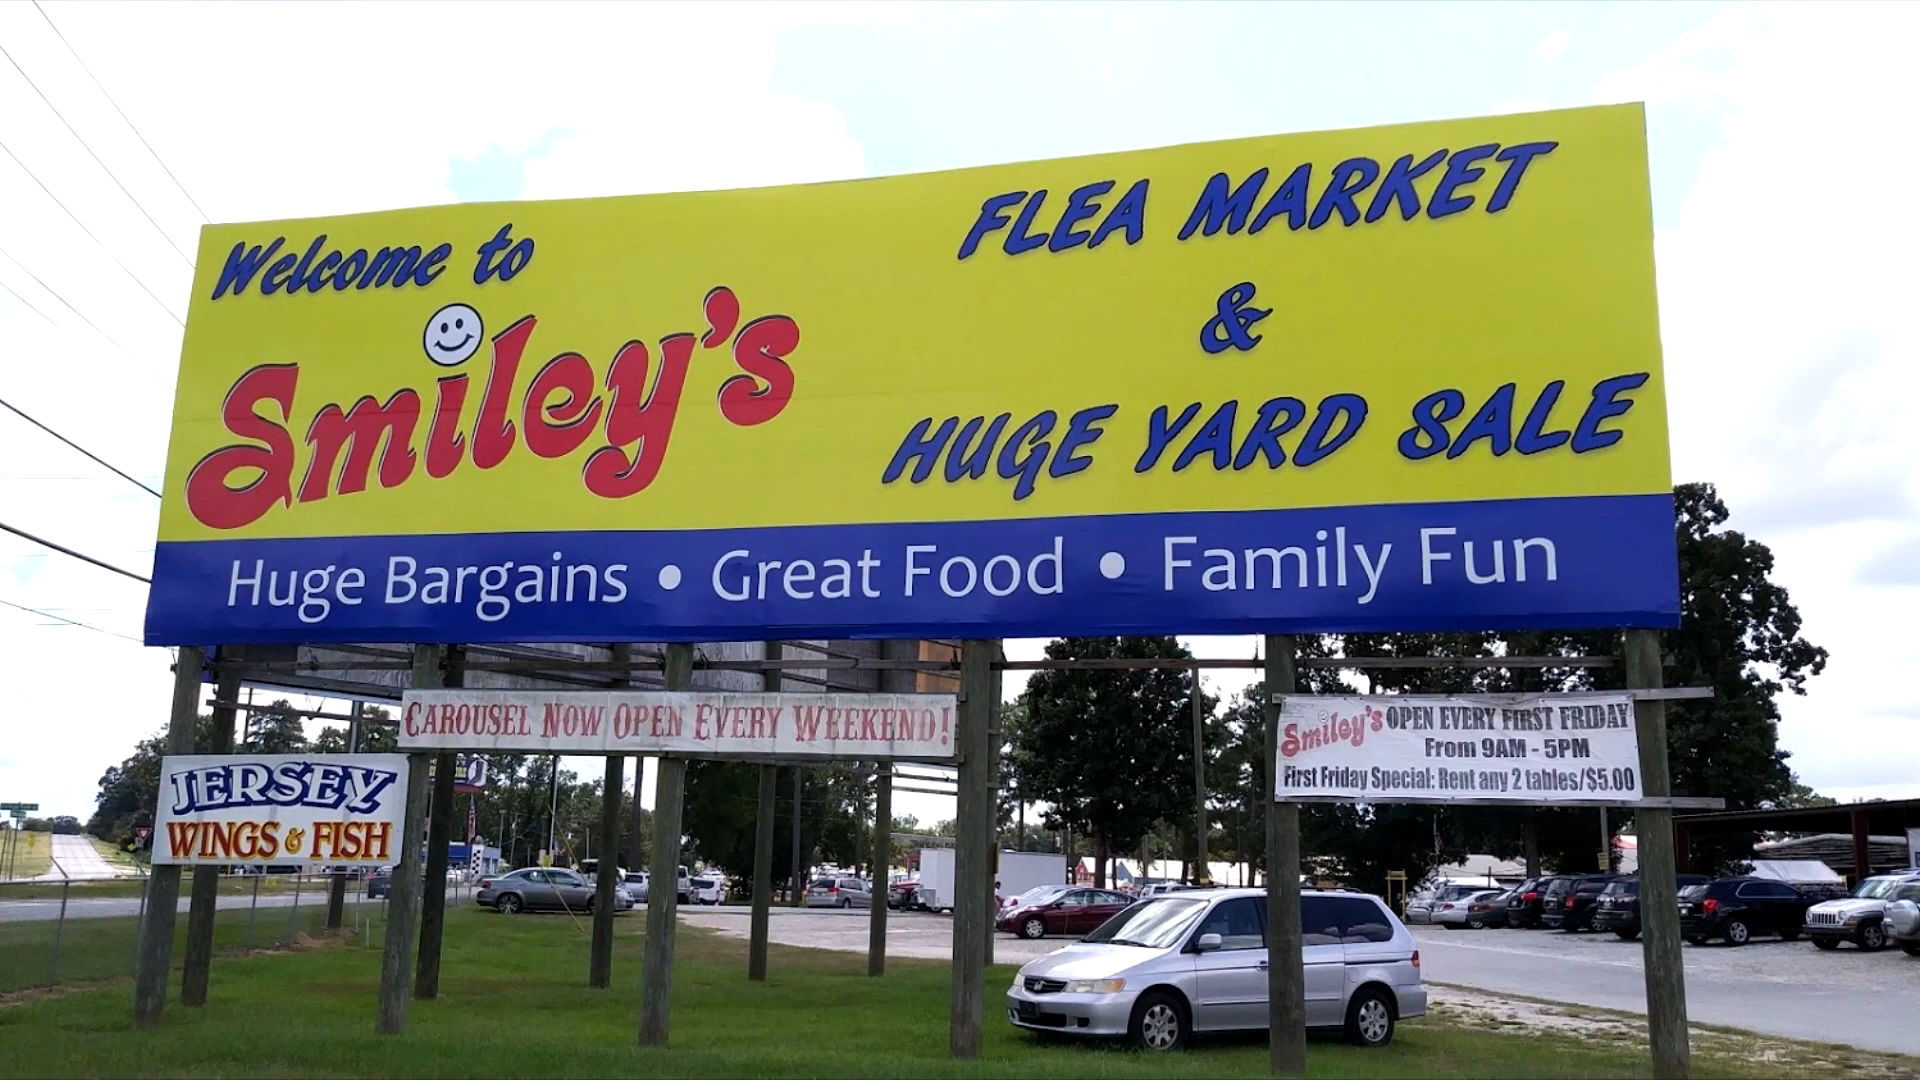 Welcome to
Smiley's
FLEA MARKET
&
HUGE YARD SALE
Huge Bargains • Great Food • Family Fun
CAROUSEL NOW OPEN EVERY WEEKEND!
JERSEY
WINGS & FISH
Smiley's OPEN EVERY FIRST FRIDAY
From 9AM - 5PM
First Friday Special: Rent any 2 tables/$5.00